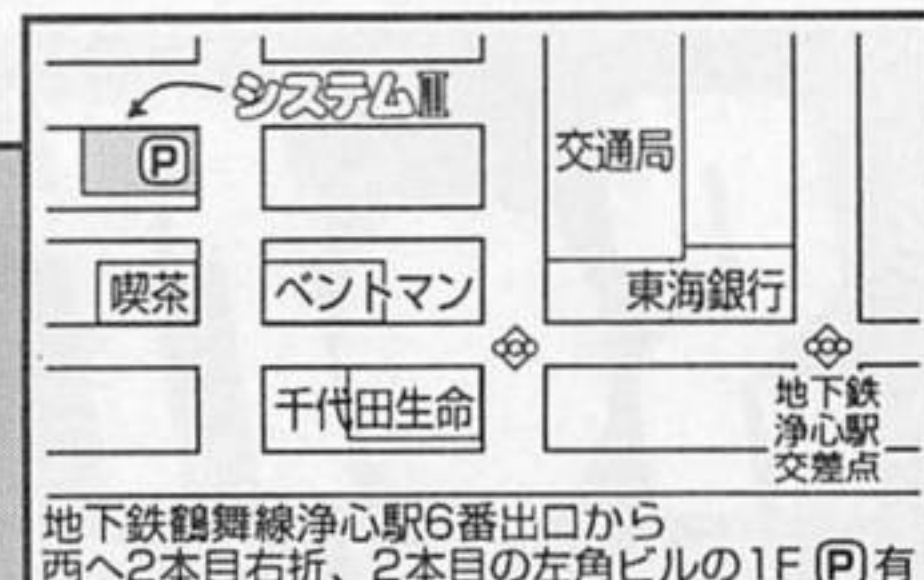 システムⅢ
P
交通局
喫茶
ベントマン
東海銀行
千代田生命
地下鉄
浄心駅
交差点
地下鉄鶴舞線浄心駅6番出口から
西へ2本目右折、2本目の左角ビルの1F P有